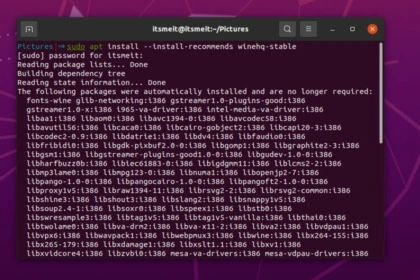 itsmeit@itsmeit:~/Pictures
Pictures sudo apt install --install-recommends winehq-stable
[sudo] password for itsmeit:
Reading package lists... Done
Building dependency tree
Reading state information... Done
The following packages were automatically installed and are no longer required:
fonts-wine glib-networking:i386 gstreamer1.0-plugins-good:i386
gstreamer1.0-x:i386 i965-va-driver:i386 intel-media-va-driver:i386
libaa1:i386 libaom0:i386 libavc1394-0:i386 libavcodec58:i386
libavutil56:i386 libcaca0:i386 libcairo-gobject2:i386 libcapi20-3:i386
libcodec2-0.9:i386 libdatrie1:i386 libdv4:i386 libfaudio0:i386
libfribidi0:i386 libgdk-pixbuf2.0-0:i386 libgomp1:i386 libgraphite2-3:i386
libgsm1:i386 libgstreamer-plugins-good1.0-0:i386 libgudev-1.0-0:i386
libharfbuzz0b:i386 libiec61883-0:i386 libigdgmm11:i386 liblcms2-2:i386
libmp3lame0:i386 libmpg123-0:i386 libnuma1:i386 libopenjp2-7:i386
libpango-1.0-0:i386 libpangocairo-1.0-0:i386 libpangoft2-1.0-0:i386
libproxy1v5:i386 libraw1394-11:i386 librsvg2-2:i386 librsvg2-common:i386
libshine3:i386 libshout3:i386 libslang2:i386 libsnappy1v5:i386
libsoup2.4-1:i386 libsoxr0:i386 libspeex1:i386 libstb0:i386
libswresample3:i386 libtag1v5:i386 libtag1v5-vanilla:i386 libthai0:i386
libtwolame0:i386 libva-drm2:i386 libva-x11-2:i386 libva2:i386 libvdpau1:i386
libvpx6:i386 libwavpack1:i386 libwebpmux3:i386 libwine:i386 libx264-155:i386
libx265-179:i386 libxdamage1:i386 libxslt1.1:i386 libxv1:i386
libxvidcore4:i386 libzvbi0:i386 mesa-va-drivers:i386 mesa-vdpau-drivers:i386